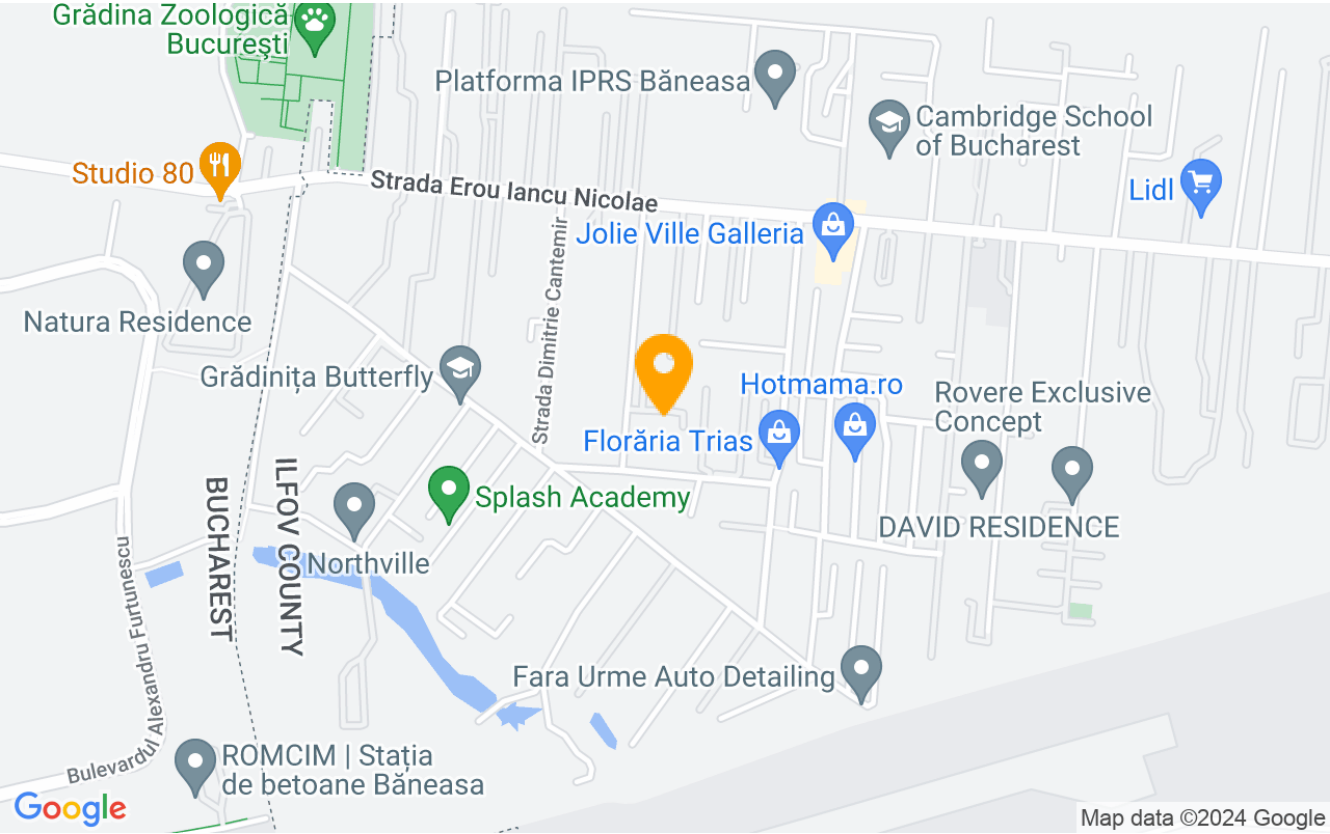 Grădina Zoologică
București
Platforma IPRS Băneasa
Cambridge School
of Bucharest
Studio 80
Strada Erou Iancu Nicolae
Lidl
Jolie Ville Galleria
Strada Dimitrie Cantemir
Natura Residence
Grădinița Butterfly
Hotmama.ro
Rovere Exclusive
Concept
Florăria Trias
Splash Academy
DAVID RESIDENCE
BUCHAREST
ILFOV COUNTY
Northville
Bulevardul Alexandru Furtunescu
Fara Urme Auto Detailing
ROMCIM | Stația
de betoane Băneasa
Google
Map data ©2024 Google